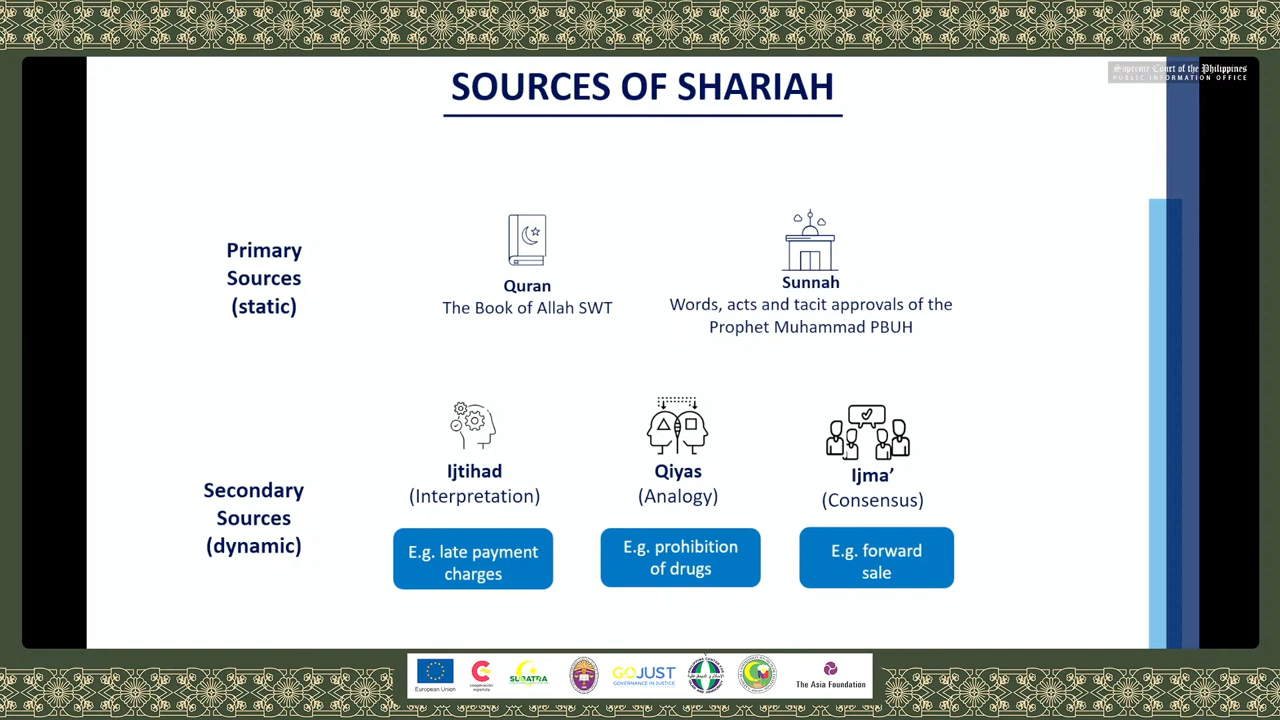 SOURCES OF SHARIAH
Supreme Court of the Philippines
PUBLIC INFORMATION OFFICE
Primary
Sources
(static)
Quran
The Book of Allah SWT
Sunnah
Words, acts and tacit approvals of the
Prophet Muhammad PBUH
Secondary
Sources
(dynamic)
Ijtihad
(Interpretation)
E.g. late payment
charges
Qiyas
(Analogy)
E.g. prohibition
of drugs
Ijma’
(Consensus)
E.g. forward
sale
European Union
cooperación
española
SUBATRA
GOJUST
GOVERNANCE IN JUSTICE
The Asia Foundation